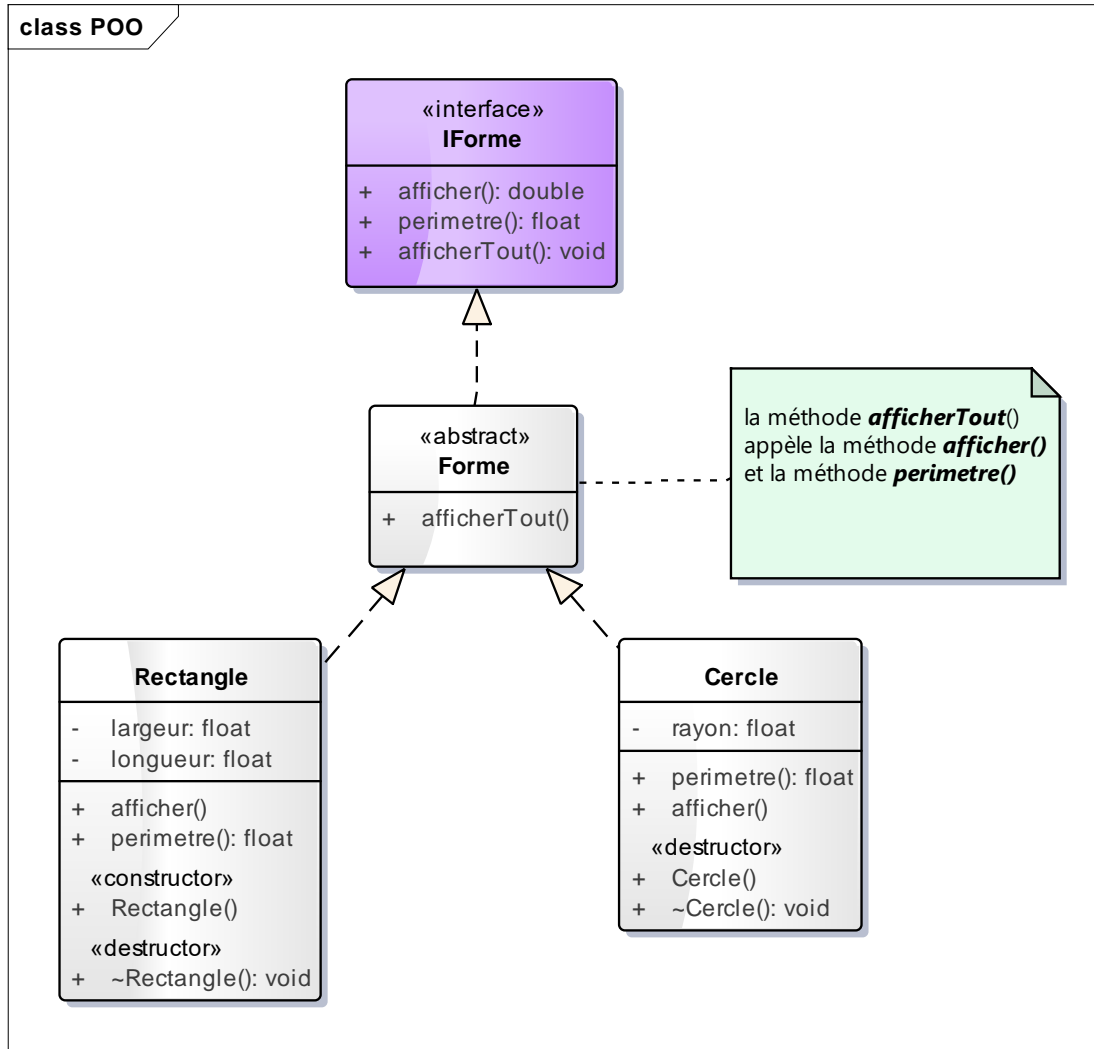 class POO
«interface»
IForme
+ afficher(): double
+ perimetre(): float
+ afficherTout(): void
«abstract»
Forme
+ afficherTout()
la méthode afficherTout()
appèle la méthode afficher()
et la méthode perimetre()
Rectangle
- largeur: float
- longueur: float
+ afficher()
+ perimetre(): float
«constructor»
+ Rectangle()
«destructor»
+ ~Rectangle(): void
Cercle
- rayon: float
+ perimetre(): float
+ afficher()
«destructor»
+ Cercle()
+ ~Cercle(): void